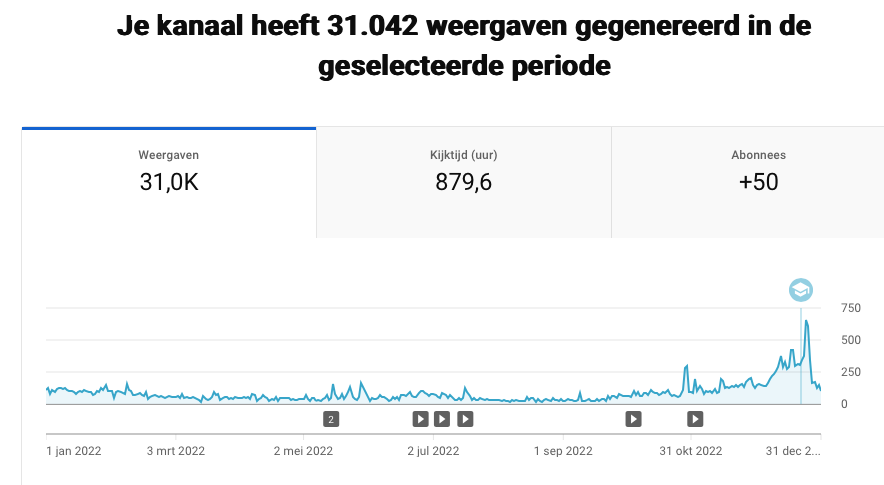 Je kanaal heeft 31.042 weergaven gegenereerd in de
geselecteerde periode
Weergaven
31,0K
Kijktijd (uur)
879,6
Abonnees
+50
750
500
250
0
2
1 jan 2022
3 mrt 2022
2 mei 2022
2 jul 2022
1 sep 2022
31 okt 2022
31 dec 2...